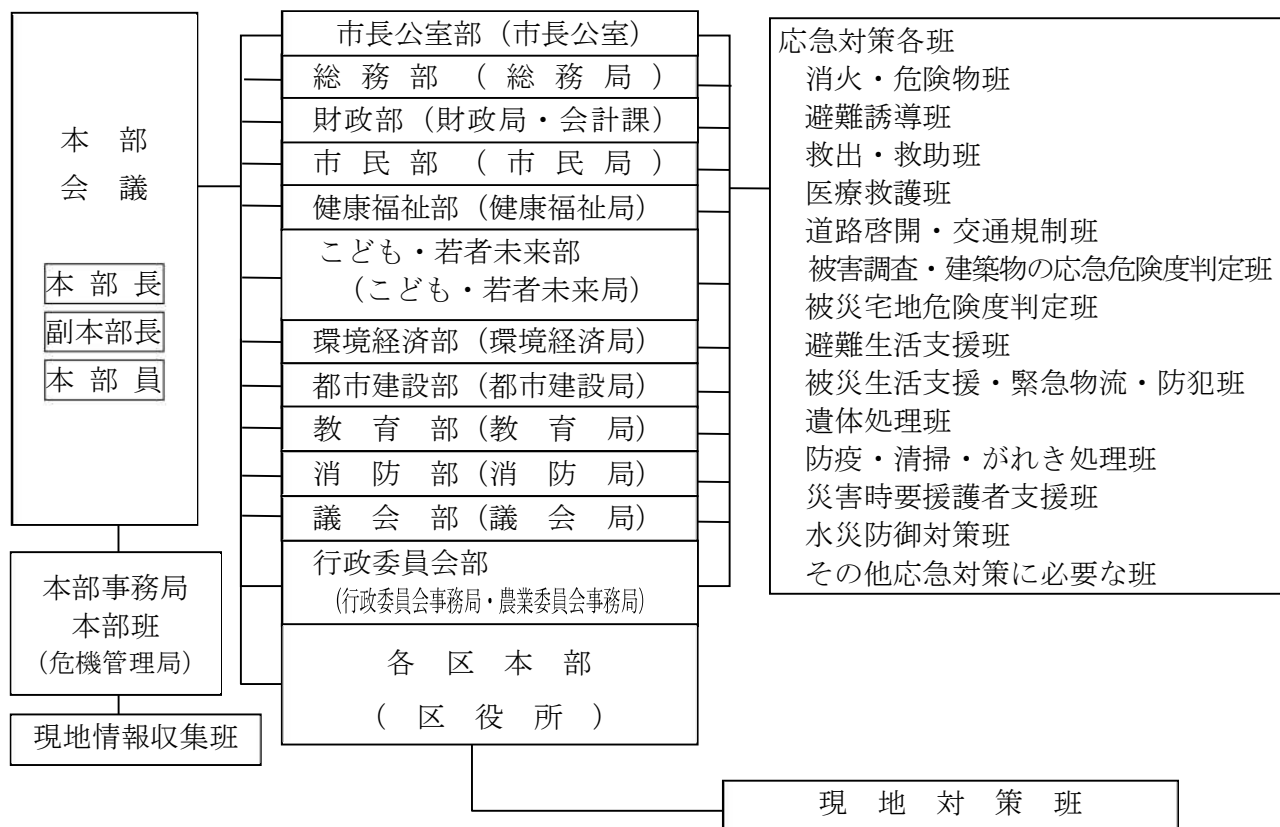 本部
会議
本部長
副本部長
本部員
本部事務局
本部班
(危機管理局)
現地情報収集班
市長公室部(市長公室)
総務部(総務局)
財政部(財政局・会計課)
市民部(市民局)
健康福祉部(健康福祉局)
こども・若者未来部
(こども・若者未来局)
環境経済部(環境経済局)
都市建設部(都市建設局)
教育部(教育局)
消防部(消防局)
議会部(議会局)
行政委員会部
(行政委員会事務局・農業委員会事務局)
各区本部
(区役所)
応急対策各班
消火・危険物班
避難誘導班
救出・救助班
医療救護班
道路啓開・交通規制班
被害調査・建築物の応急危険度判定班
被災宅地危険度判定班
避難生活支援班
被災生活支援・緊急物流・防犯班
遺体処理班
防疫・清掃・がれき処理班
災害時要援護者支援班
水災防御対策班
その他応急対策に必要な班
現地対策班